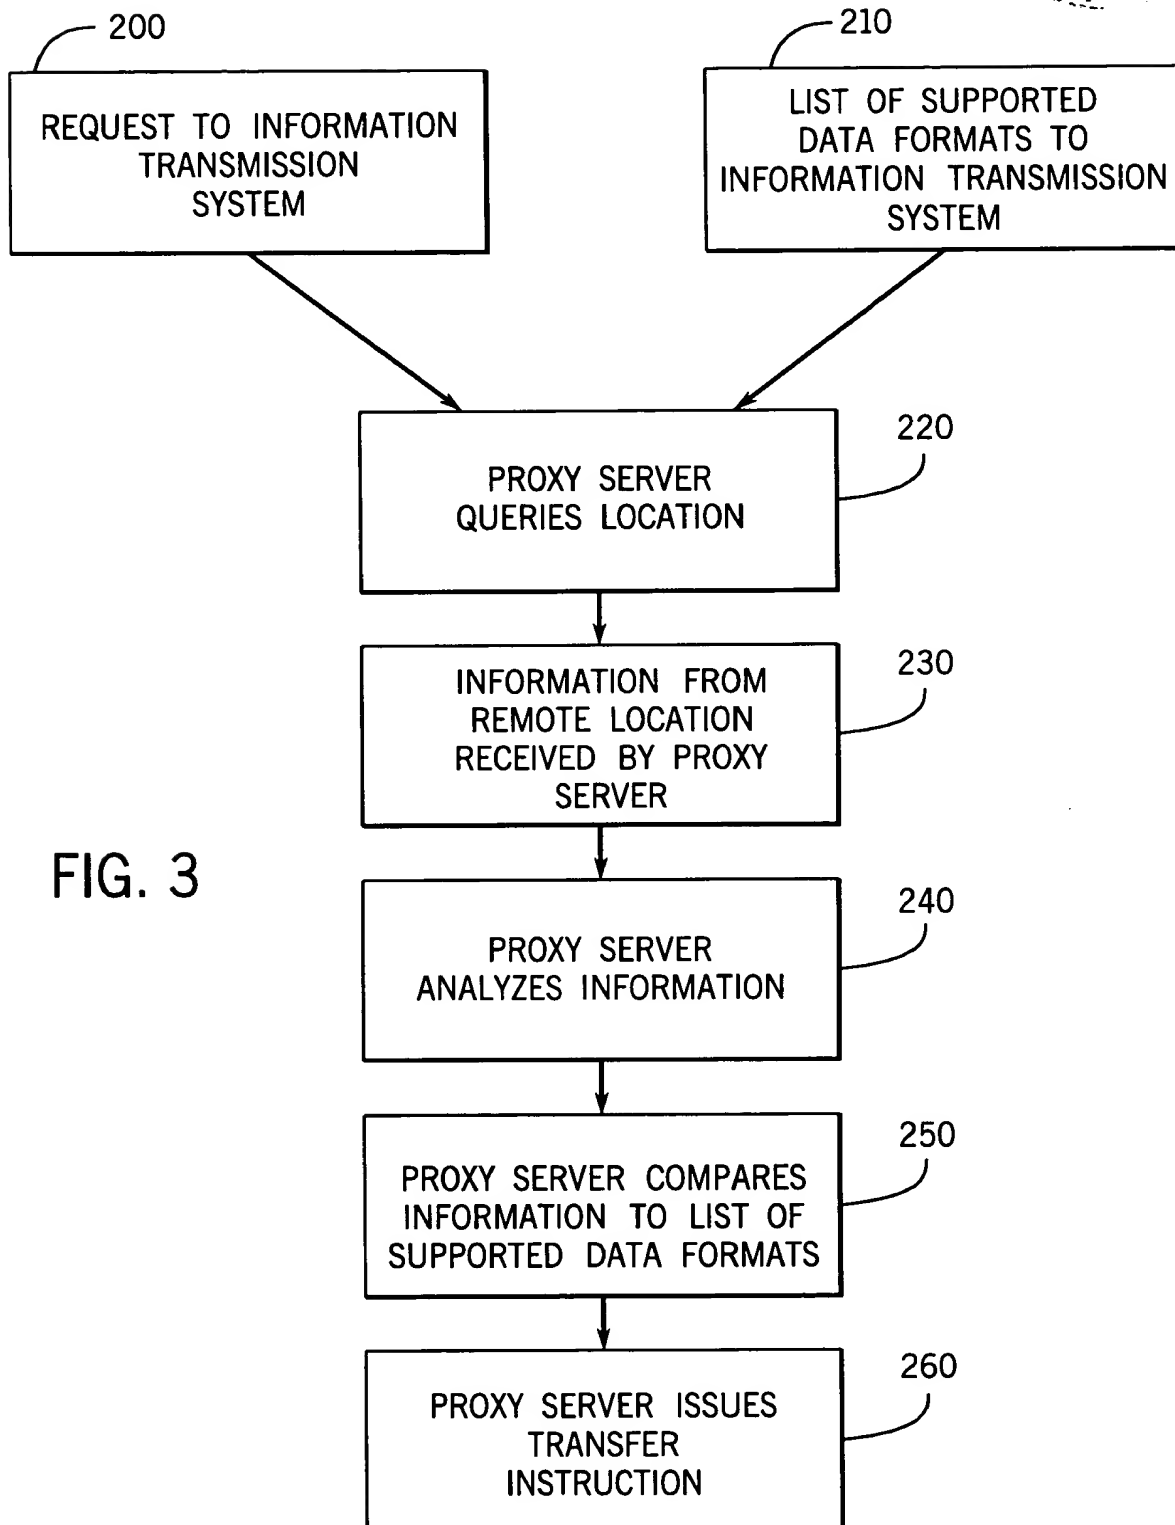 200
REQUEST TO INFORMATION
TRANSMISSION
SYSTEM
210
LIST OF SUPPORTED
DATA FORMATS TO
INFORMATION TRANSMISSION
SYSTEM
220
PROXY SERVER
QUERIES LOCATION
230
INFORMATION FROM
REMOTE LOCATION
RECEIVED BY PROXY
SERVER
FIG. 3
240
PROXY SERVER
ANALYZES INFORMATION
250
PROXY SERVER COMPARES
INFORMATION TO LIST OF
SUPPORTED DATA FORMATS
260
PROXY SERVER ISSUES
TRANSFER
INSTRUCTION